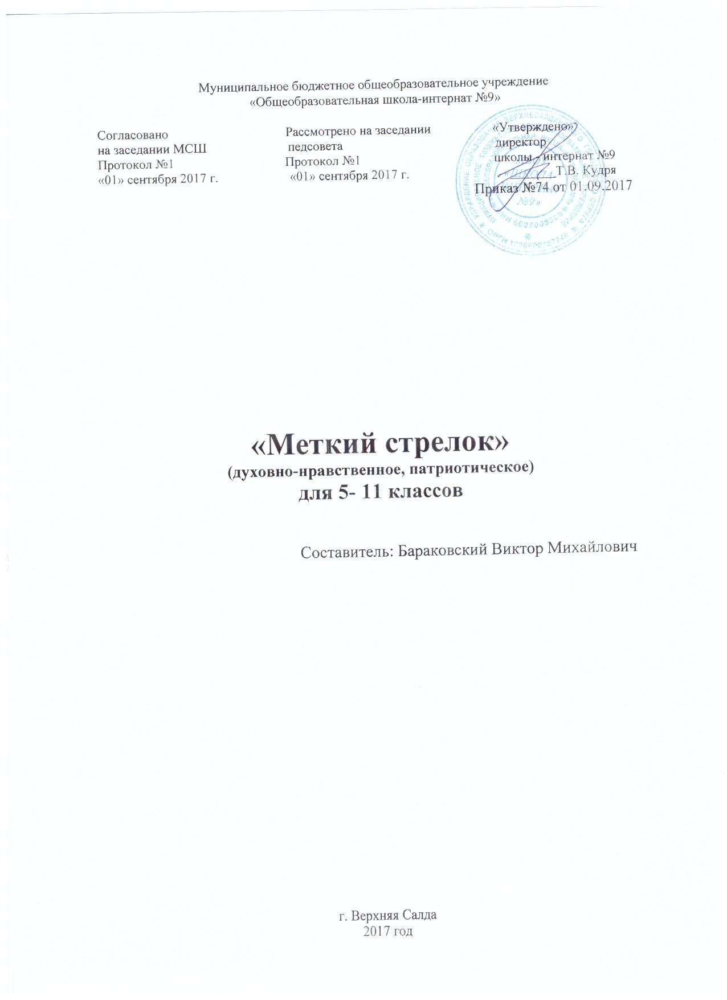 Муниципальное бюджетное общеобразовательное учреждение
«Общеобразовательная школа-интернат №9»
Согласовано
на заседании МСШ
Протокол №1
«01» сентября 2017 г.
Рассмотрено на заседании
педсовета
Протокол №1
«01» сентября 2017 г.
«Утверждено»
директор
школы - интернат №9
Т.В. Кудря
Приказ №74 от 01.09.2017
№9»
«Меткий стрелок»
(духовно-нравственное, патриотическое)
для 5- 11 классов
Составитель: Бараковский Виктор Михайлович
г. Верхняя Салда
2017 год